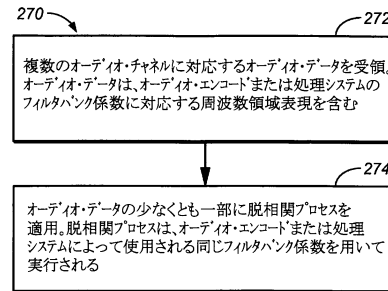 270
272
複数のオーディオ・チャネルに対応するオーディオ・データを受領。
オーディオ・データは、オーディオ・エンコードまたは処理システムの
フィルタバンク係数に対応する周波数領域表現を含む
274
オーディオ・データの少なくとも一部に脱相関プロセスを
適用。脱相関プロセスは、オーディオ・エンコードまたは処理
システムによって使用される同じフィルタバンク係数を用いて
実行される